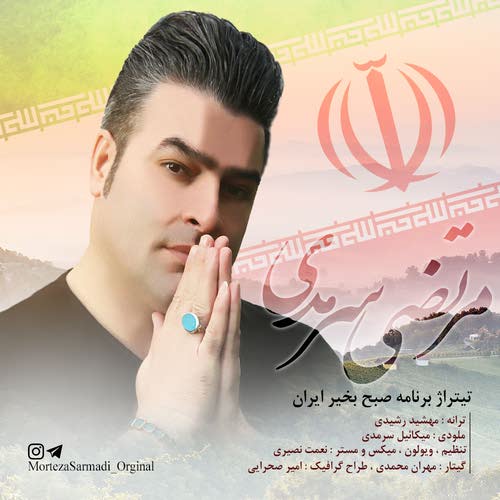 مرتضی سرمدی
تیتراژ برنامه صبح بخیر ایران
ترانه : مهشید رشیدی
ملودی : میکائیل سرمدی
تنظیم ، ویولون ، میکس و مستر : نعمت نصیری
گیتار : مهران محمدی ، طراح گرافیک : امیر صحرایی
MortezaSarmadi_Orginal